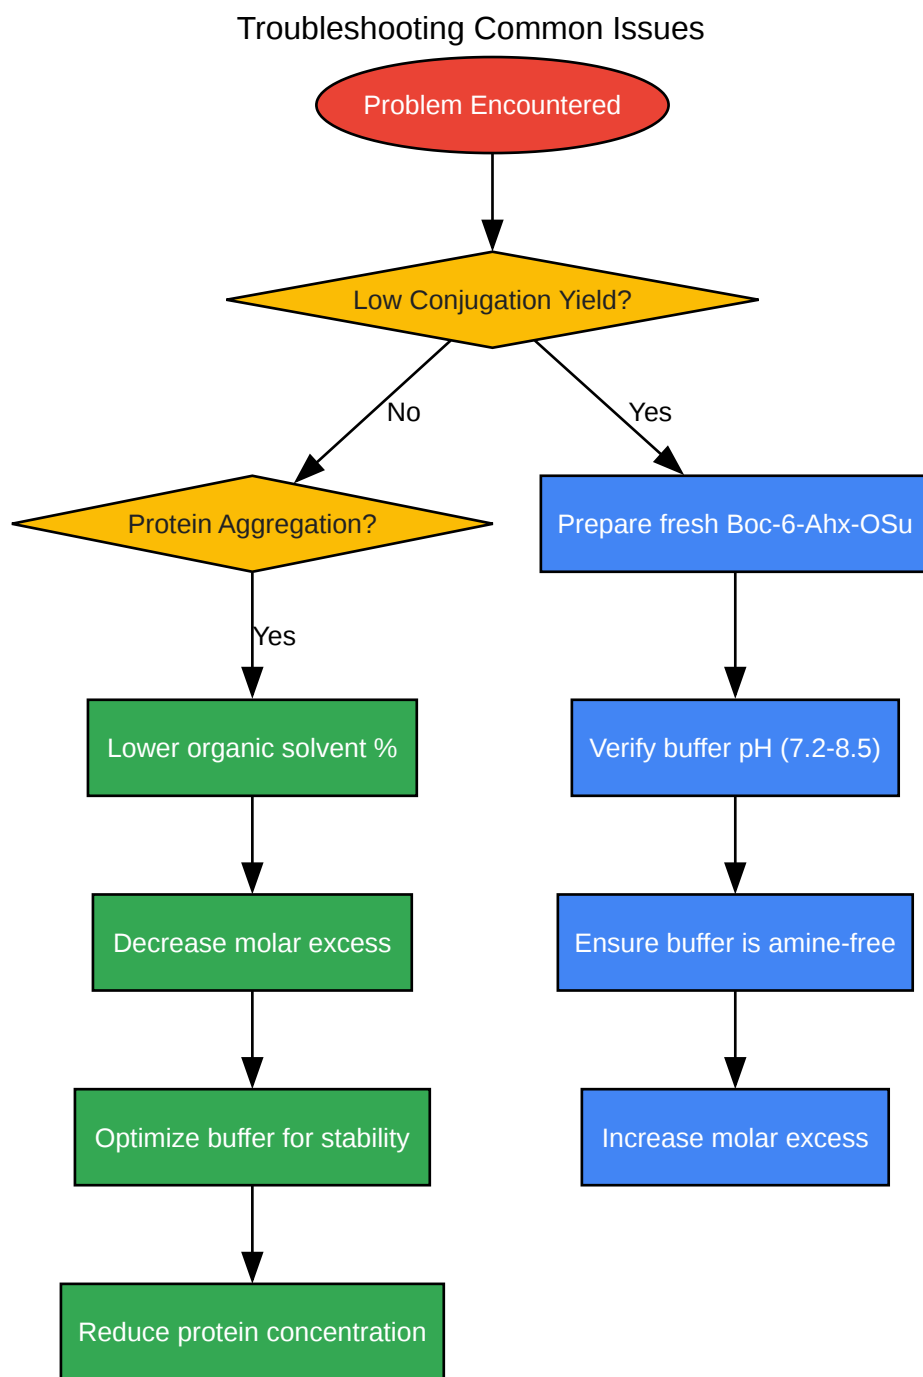 Troubleshooting Common Issues
Problem Encountered
Low Conjugation Yield?
No
Yes
Protein Aggregation?
Prepare fresh Boc-6-Ahx-OSu
Yes
Lower organic solvent %
Verify buffer pH (7.2-8.5)
Decrease molar excess
Ensure buffer is amine-free
Optimize buffer for stability
Increase molar excess
Reduce protein concentration